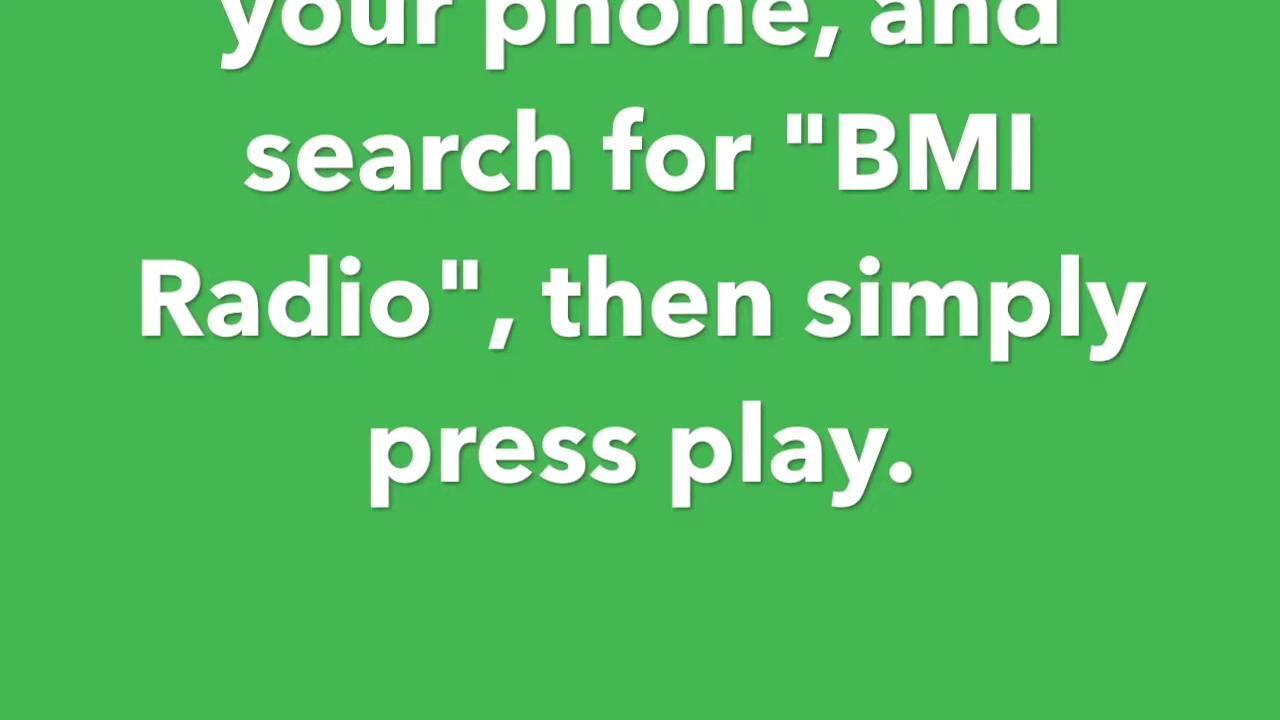 your phone, and
search for "BMI
Radio", then simply
press play.